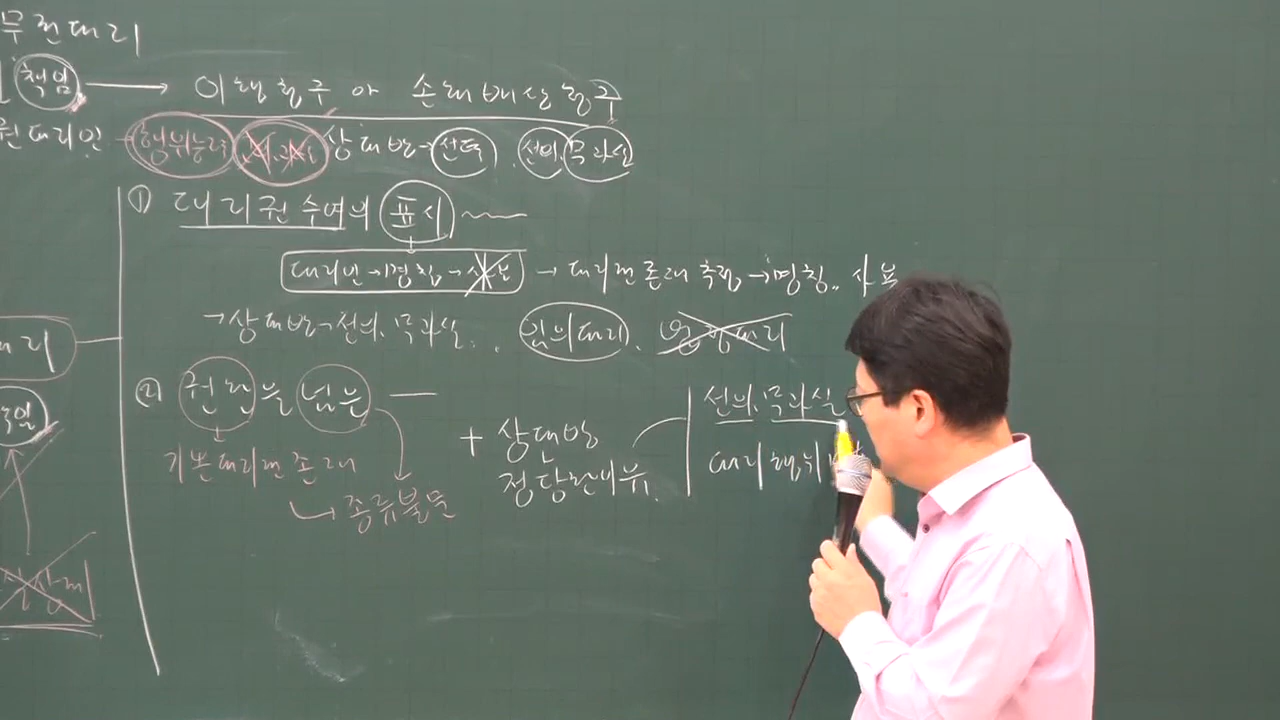 무권대리
책임 → 이행청구 or 손해배상청구
권대리인 → 행위능력 상대방→선택, 선의.무과실
① 대리권수여의 표시 ~~
대리인→명칭→사용 → 대리권존재 추단 →명칭.. 사용
→상대방→선의. 무과실. 임의대리. 법정대리
② 권한을 넘은 —
기본대리권 존재
↳ 종류불문
+ 상대방
정당한이유.
선의. 무과실
대리행위